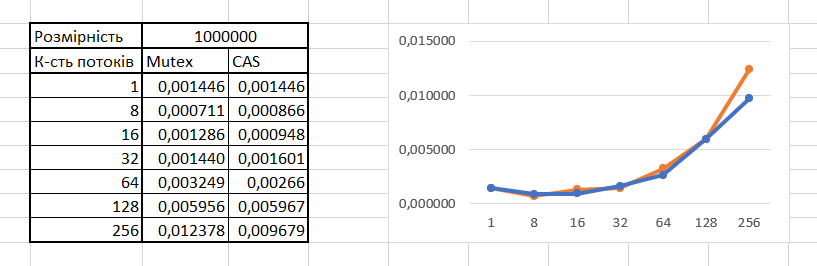 Розмірність 1000000
К-сть потоків Mutex CAS
1 0,001446 0,001446
8 0,000711 0,000866
16 0,001286 0,000948
32 0,001440 0,001601
64 0,003249 0,00266
128 0,005956 0,005967
256 0,012378 0,009679
0,015000
0,010000
0,005000
0,000000
1 8 16 32 64 128 256